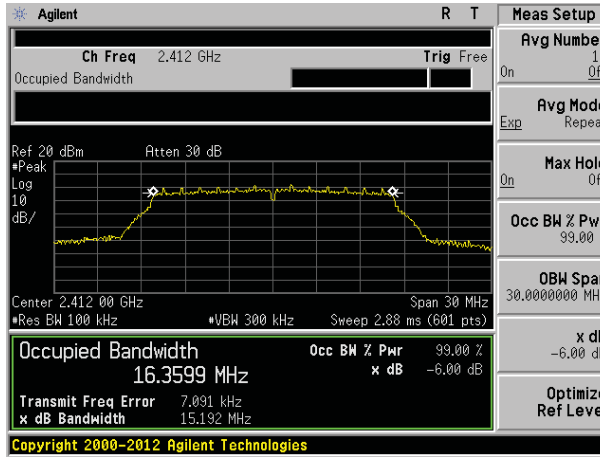 Agilent R T
Ch Freq 2.412 GHz Trig Free
Occupied Bandwidth
Ref 20 dBm Atten 30 dB
#Peak
Log
10
dB/
Center 2.412 00 GHz Span 30 MHz
#Res BW 100 kHz #VBW 300 kHz Sweep 2.88 ms (601 pts)
Occupied Bandwidth Occ BW % Pwr 99.00 %
16.3599 MHz x dB -6.00 dB
Transmit Freq Error 7.091 kHz
x dB Bandwidth 15.192 MHz
Copyright 2000-2012 Agilent Technologies
Meas Setup
Avg Numbe
1
On Of
Avg Mod
Exp Repea
Max Hol
On Of
Occ BW % Pw
99.00
OBW Spa
30.0000000 MH
x d
-6.00 d
Optimiz
Ref Leve